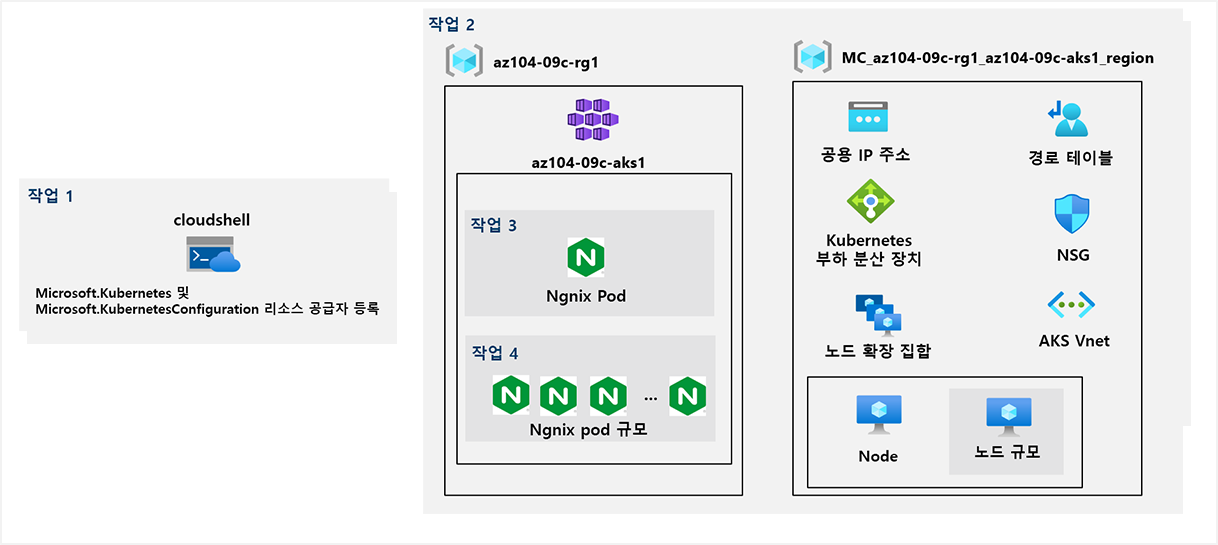 작업 1
cloudshell
Microsoft.Kubernetes 및
Microsoft.KubernetesConfiguration 리소스 공급자 등록
작업 2
az104-09c-rg1
az104-09c-aks1
작업 3
Ngnix Pod
작업 4
...
Ngnix pod 규모
MC_az104-09c-rg1_az104-09c-aks1_region
공용 IP 주소
경로 테이블
Kubernetes
부하 분산 장치
NSG
노드 확장 집합
AKS Vnet
Node
노드 규모